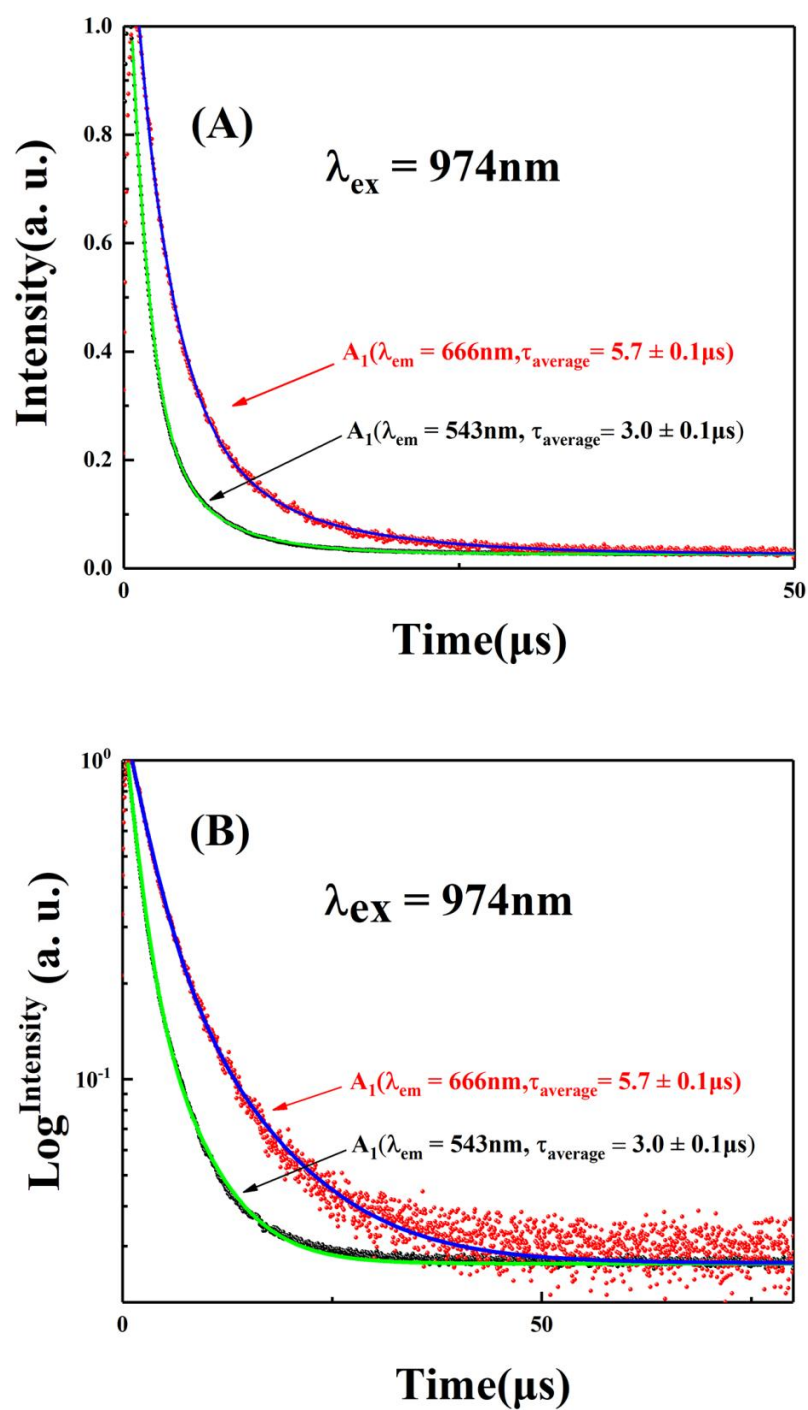 1.0
(A)
λex = 974nm
0.8
0.6
0.4
A1(λem = 666nm,τaverage= 5.7 ± 0.1μs)
A1(λem = 543nm, τaverage= 3.0 ± 0.1μs)
0.2
0.0
0
50
Intensity(a. u.)
Time(μs)
10⁰
(B)
λex = 974nm
10⁻¹
A1(λem = 666nm,τaverage= 5.7 ± 0.1μs)
A1(λem = 543nm, τaverage = 3.0 ± 0.1μs)
0
50
Log^Intensity (a. u.)
Time(μs)